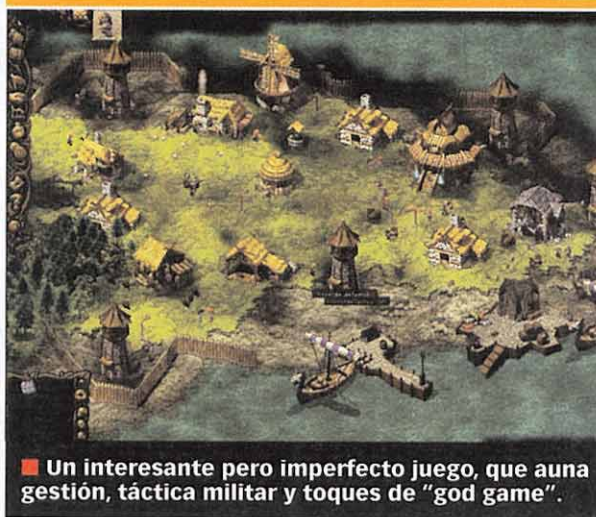 Un interesante pero imperfecto juego, que auna
gestión, táctica militar y toques de "god game".